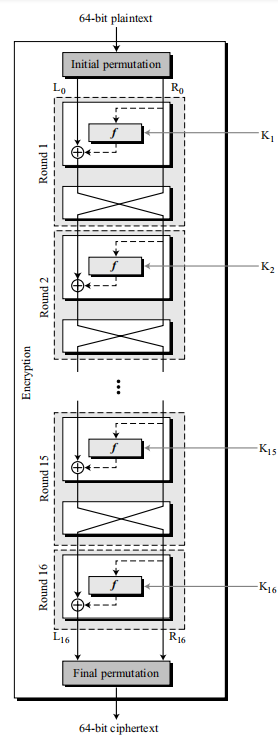 64-bit plaintext
Initial permutation
L0 R0
Round 1
f
K1
Round 2
f
K2
Encryption
Round 15
f
K15
Round 16
f
K16
L16 R16
Final permutation
64-bit ciphertext